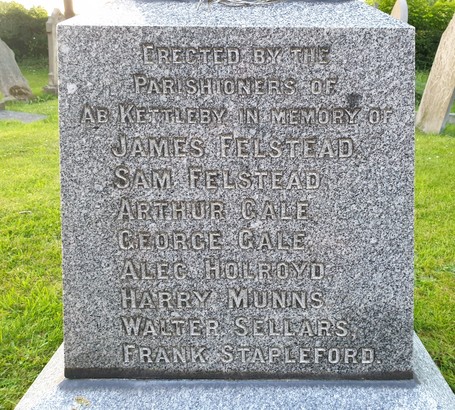 ERECTED BY THE
PARISHIONERS OF
AB KETTLEBY IN MEMORY OF
JAMES FELSTEAD
SAM FELSTEAD
ARTHUR GALE.
GEORGE GALE.
ALEC HOLROYD
HARRY MUNNS
WALTER SELLARS.
FRANK STAPLEFORD.